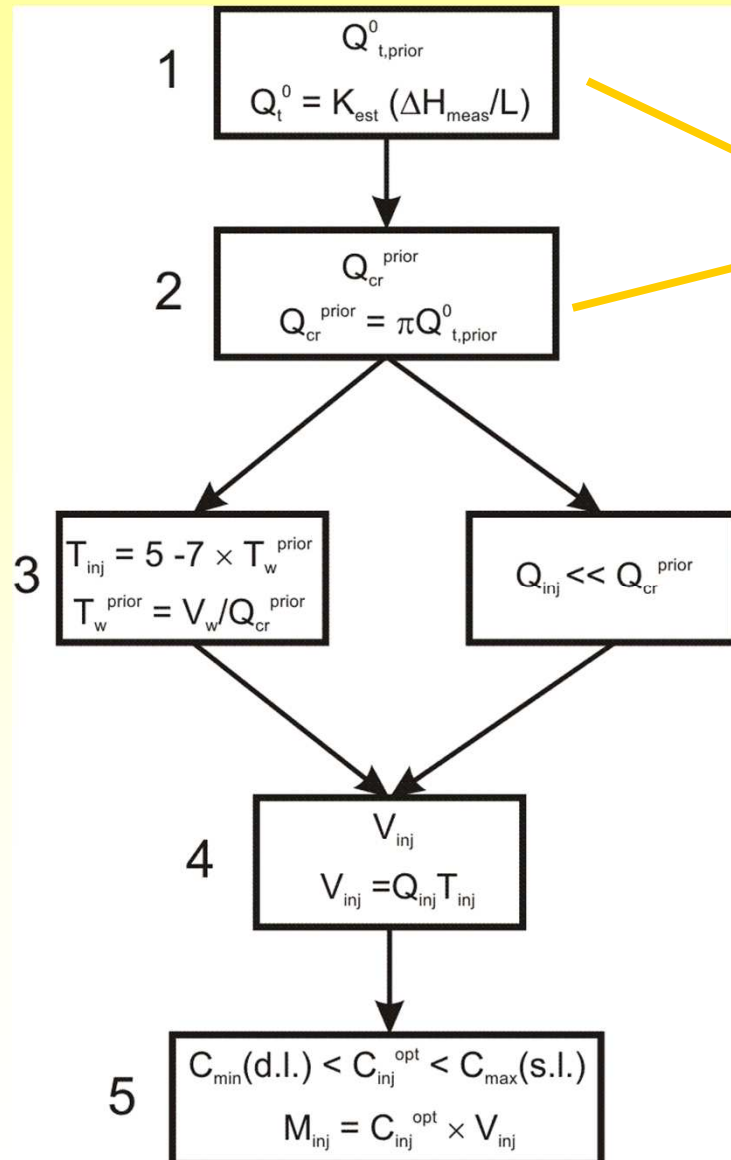 1
Q⁰ₜ,prior
Qₜ⁰ = Kest (ΔHmeas/L)
2
Qcr^prior
Qcr^prior = πQ⁰t,prior
3
Tinj = 5 -7 × Tw^prior
Tw^prior = Vw/Qcr^prior
Qinj << Qcr^prior
4
Vinj
Vinj =QinjTinj
5
Cmin(d.l.) < Cinj^opt < Cmax(s.l.)
Minj = Cinj^opt × Vinj